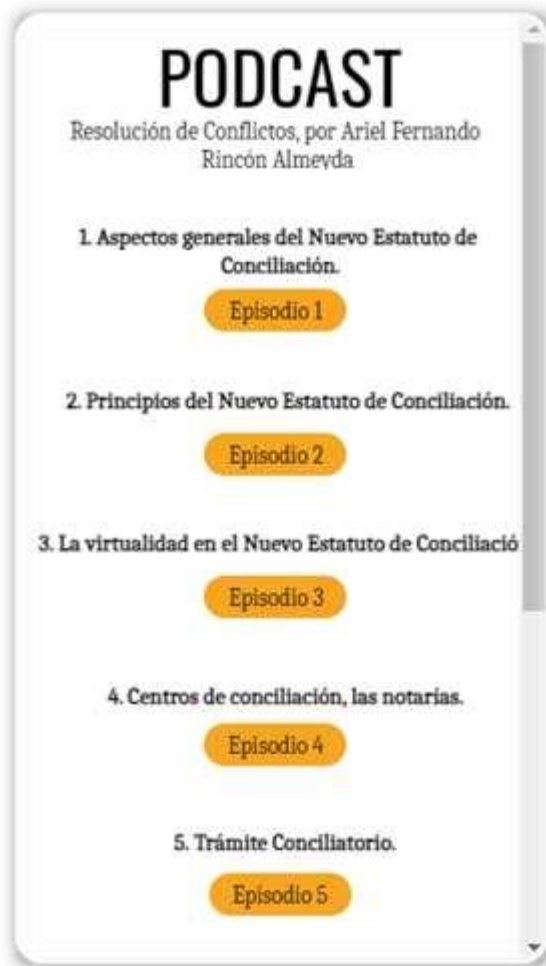 PODCAST
Resolución de Conflictos, por Ariel Fernando
Rincón Almeyda
1. Aspectos generales del Nuevo Estatuto de
Conciliación.
Episodio 1
2. Principios del Nuevo Estatuto de Conciliación.
Episodio 2
3. La virtualidad en el Nuevo Estatuto de Conciliació
Episodio 3
4. Centros de conciliación, las notarías.
Episodio 4
5. Trámite Conciliatorio.
Episodio 5